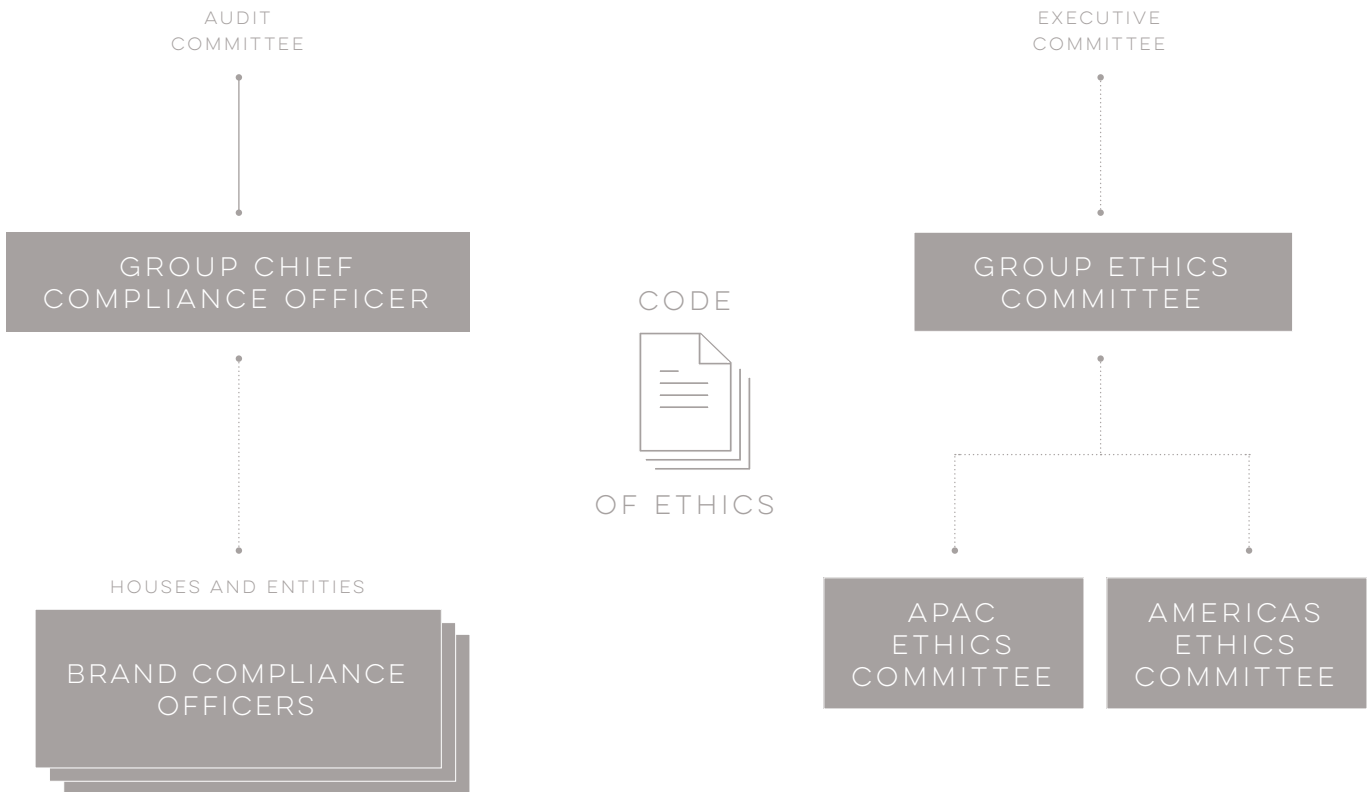 AUDIT
COMMITTEE
GROUP CHIEF
COMPLIANCE OFFICER
HOUSES AND ENTITIES
BRAND COMPLIANCE
OFFICERS
CODE
OF ETHICS
EXECUTIVE
COMMITTEE
GROUP ETHICS
COMMITTEE
APAC
ETHICS
COMMITTEE
AMERICAS
ETHICS
COMMITTEE